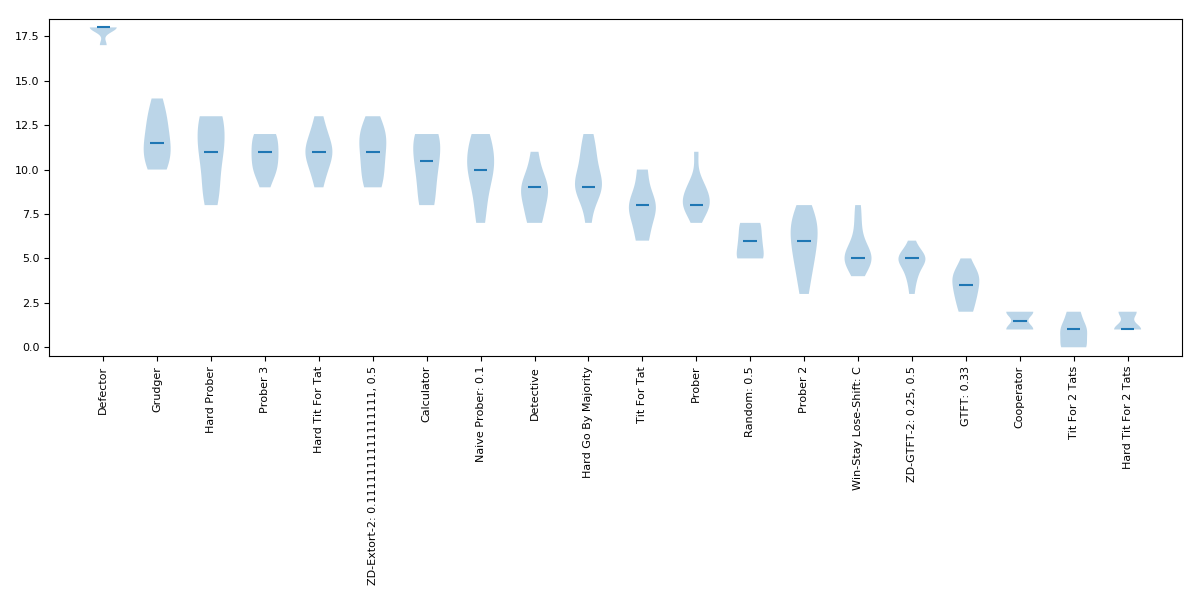 17.5
15.0
12.5
10.0
7.5
5.0
2.5
0.0
Defector
Grudger
Hard Prober
Prober 3
Hard Tit For Tat
ZD-Extort-2: 0.1111111111111111, 0.5
Calculator
Naive Prober: 0.1
Detective
Hard Go By Majority
Tit For Tat
Prober
Random: 0.5
Prober 2
Win-Stay Lose-Shift: C
ZD-GTFT-2: 0.25, 0.5
GTFT: 0.33
Cooperator
Tit For 2 Tats
Hard Tit For 2 Tats